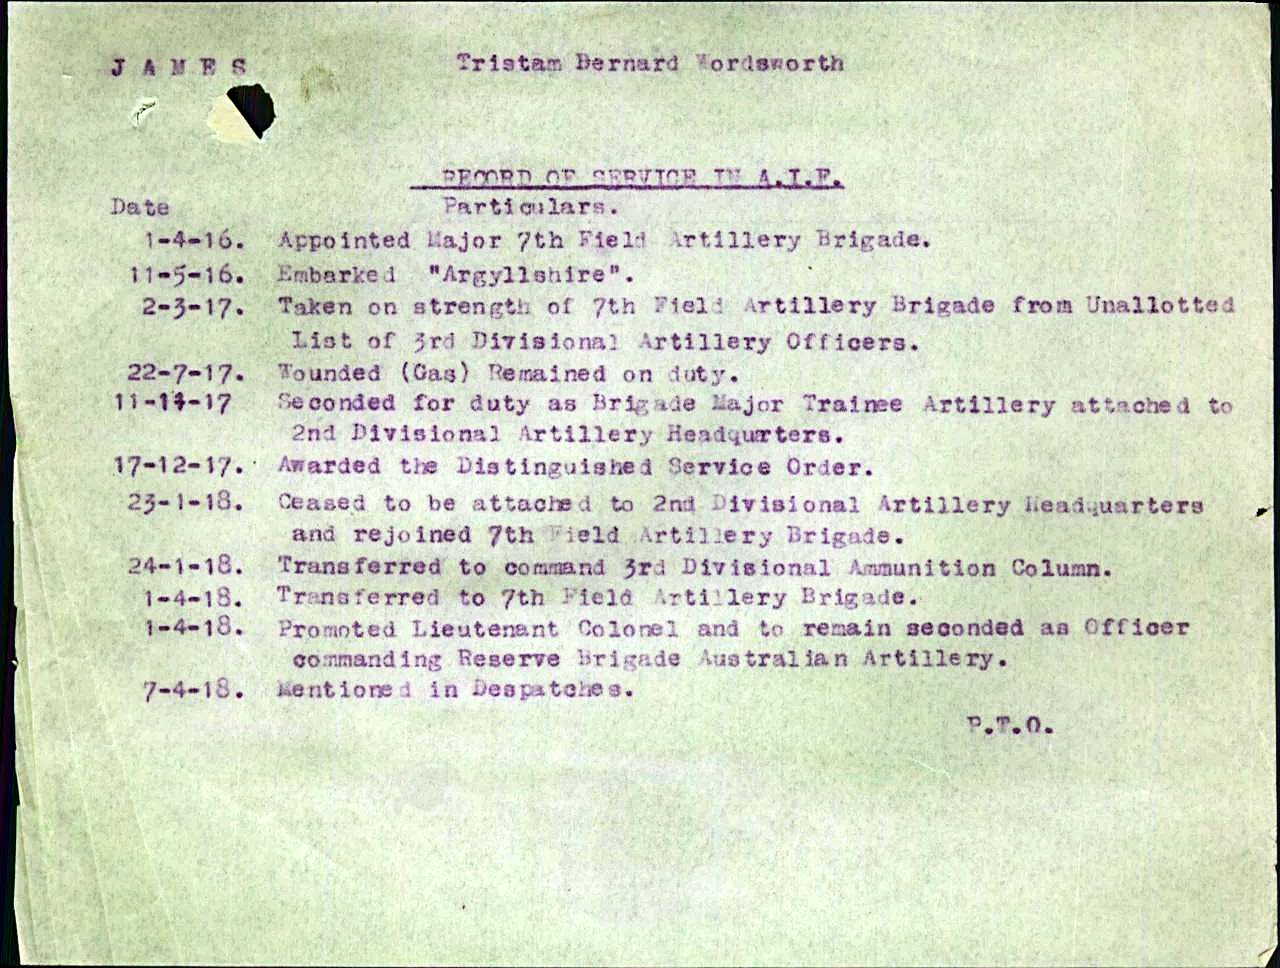 J A M E S Tristam Bernard Wordsworth
RECORD OF SERVICE IN A.I.F.
Date Particulars.
1-4-16. Appointed Major 7th Field Artillery Brigade.
11-5-16. Embarked "Argyllshire".
2-3-17. Taken on strength of 7th Field Artillery Brigade from Unallotted
List of 3rd Divisional Artillery Officers.
22-7-17. Wounded (Gas) Remained on duty.
11-11-17 Seconded for duty as Brigade Major Trainee Artillery attached to
2nd Divisional Artillery Headquarters.
17-12-17. Awarded the Distinguished Service Order.
23-1-18. Ceased to be attached to 2nd Divisional Artillery Headquarters
and rejoined 7th Field Artillery Brigade.
24-1-18. Transferred to command 3rd Divisional Ammunition Column.
1-4-18. Transferred to 7th Field Artillery Brigade.
1-4-18. Promoted Lieutenant Colonel and to remain seconded as Officer
commanding Reserve Brigade Australian Artillery.
7-4-18. Mentioned in Despatches.
P.T.O.